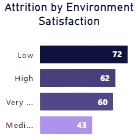 Attrition by Environment
Satisfaction
Low 72
High 62
Very ... 60
Medi... 43